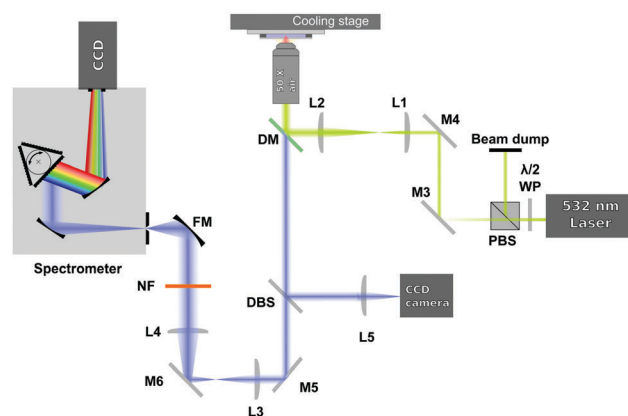 Cooling stage
CCD
50 X
air
L2
L1
M4
DM
Beam dump
λ/2
WP
M3
532 nm
Laser
PBS
FM
Spectrometer
NF
DBS
CCD
camera
L4
L5
M6
M5
L3